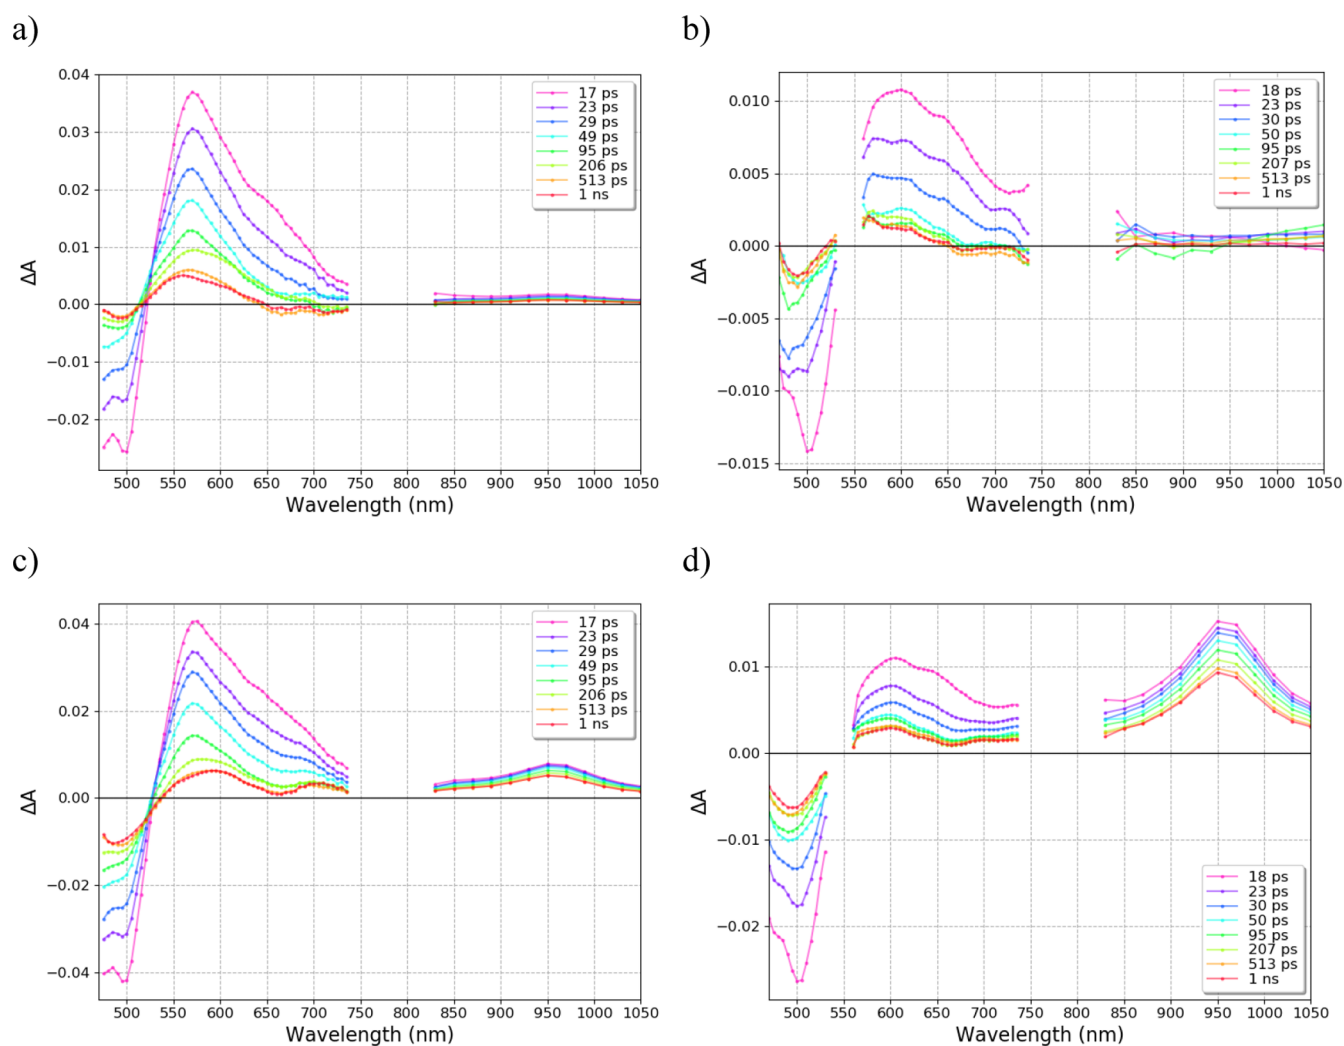 a)
ΔA
0.04
0.03
0.02
0.01
0.00
−0.01
−0.02
17 ps
23 ps
29 ps
49 ps
95 ps
206 ps
513 ps
1 ns
500 550 600 650 700 750 800 850 900 950 1000 1050
Wavelength (nm)
b)
ΔA
0.010
0.005
0.000
−0.005
−0.010
−0.015
18 ps
23 ps
30 ps
50 ps
95 ps
207 ps
513 ps
1 ns
500 550 600 650 700 750 800 850 900 950 1000 1050
Wavelength (nm)
c)
ΔA
0.04
0.02
0.00
−0.02
−0.04
17 ps
23 ps
29 ps
49 ps
95 ps
206 ps
513 ps
1 ns
500 550 600 650 700 750 800 850 900 950 1000 1050
Wavelength (nm)
d)
ΔA
0.01
0.00
−0.01
−0.02
18 ps
23 ps
30 ps
50 ps
95 ps
207 ps
513 ps
1 ns
500 550 600 650 700 750 800 850 900 950 1000 1050
Wavelength (nm)